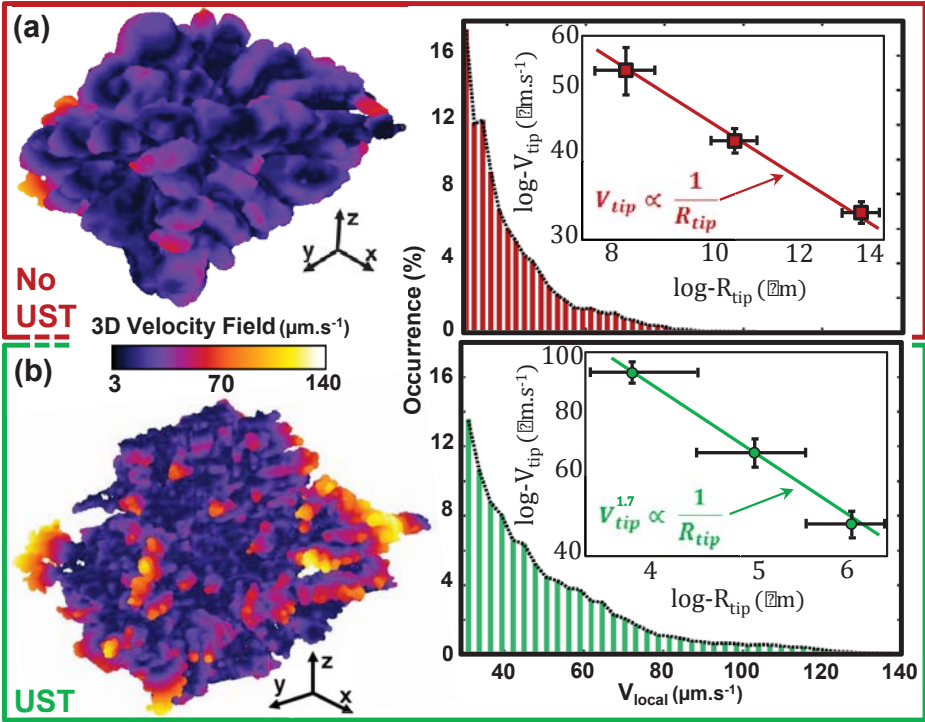 (a)
No
UST
z
y
x
3D Velocity Field (µm.s⁻¹)
3
70
140
(b)
UST
z
y
x
Occurrence (%)
16
12
8
4
0
60
50
40
30
log-V_tip (�m.s⁻¹)
V_tip ∝ 1/R_tip
8
10
12
14
log-R_tip (�m)
16
12
8
4
0
100
80
60
40
log-V_tip (�m.s⁻¹)
V_tip^1.7 ∝ 1/R_tip
4
5
6
log-R_tip (�m)
40
60
80
100
120
140
V_local (µm.s⁻¹)